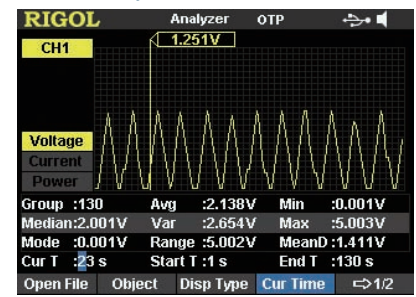 RIGOL Analyzer OTP
CH1 1.251V
Voltage
Current
Power
Group :130 Avg :2.138V Min :0.001V
Median:2.001V Var :2.654V Max :5.003V
Mode :0.001V Range :5.002V MeanD:1.411V
Cur T :23 s Start T :1 s End T :130 s
Open File Object Disp Type Cur Time ⇨1/2